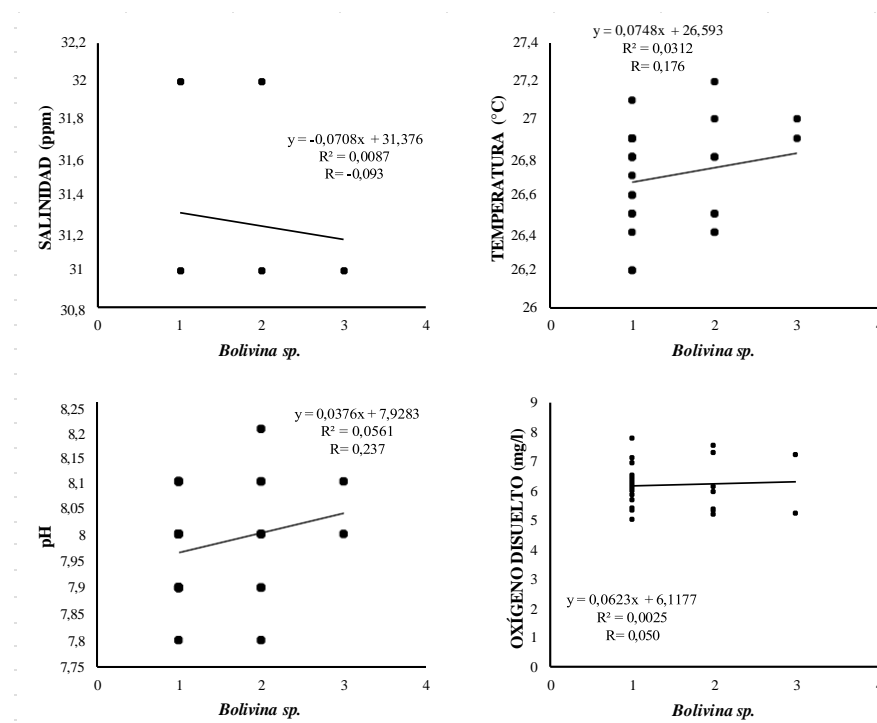 32,2
32
31,8
31,6
31,4
31,2
31
30,8
SALINIDAD (ppm)
y = -0,0708x + 31,376
R² = 0,0087
R= -0,093
0 1 2 3 4
Bolivina sp.
y = 0,0748x + 26,593
R² = 0,0312
R= 0,176
27,4
27,2
27
26,8
26,6
26,4
26,2
26
TEMPERATURA (°C)
0 1 2 3 4
Bolivina sp.
8,25
8,2
8,15
8,1
8,05
8
7,95
7,9
7,85
7,8
7,75
pH
y = 0,0376x + 7,9283
R² = 0,0561
R= 0,237
0 1 2 3 4
Bolivina sp.
9
8
7
6
5
4
3
2
1
0
OXÍGENO DISUELTO (mg/l)
y = 0,0623x + 6,1177
R² = 0,0025
R= 0,050
0 1 2 3 4
Bolivina sp.